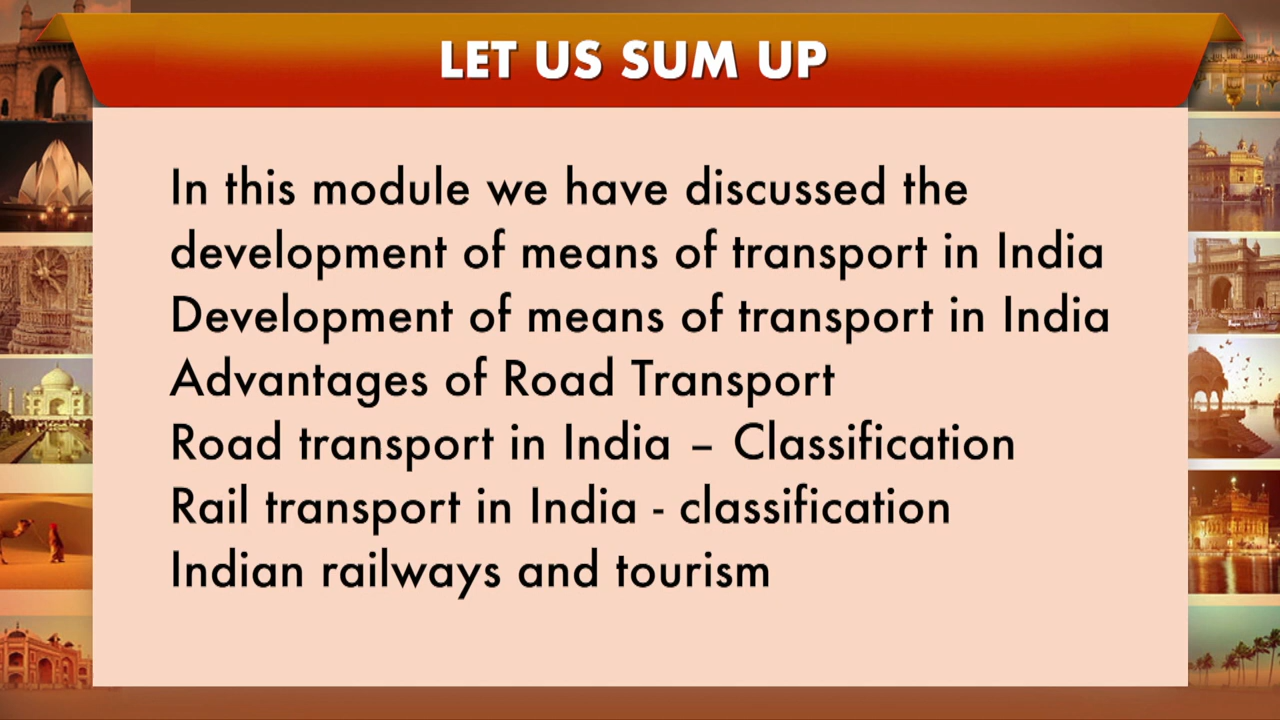 LET US SUM UP
In this module we have discussed the
development of means of transport in India
Development of means of transport in India
Advantages of Road Transport
Road transport in India – Classification
Rail transport in India - classification
Indian railways and tourism